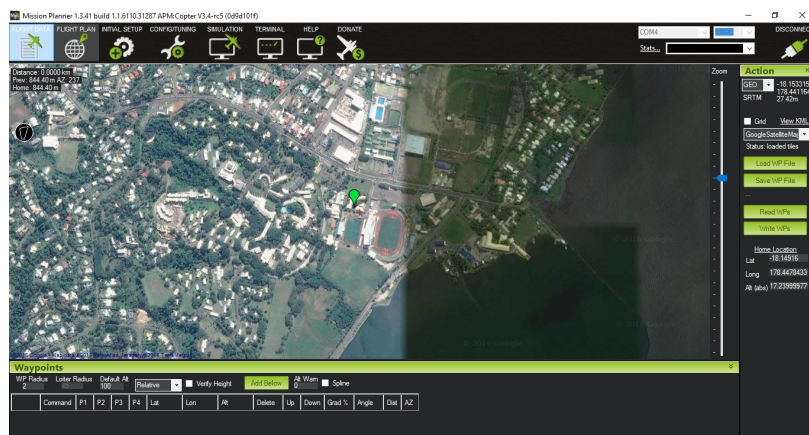 Mission Planner 1.3.41 build 1.1.6110.31287 APM:Copter V3.4-rc5 (0d9d101f)
FLIGHT DATA FLIGHT PLAN INITIAL SETUP CONFIG/TUNING SIMULATION TERMINAL HELP DONATE
COM4
DISCONNECT
Stats...
Distance: 0.0000 km
Prev: 844.40 m AZ: 237
Home: 844.40 m
Zoom
Action
GEO -18.153315
178.441164
SRTM 27.42m
Grid View KML
GoogleSatelliteMap
Status: loaded tiles
Load WP File
Save WP File
...
Read WPs
Write WPs
Home Location
Lat -18.14916
Long 178.4478433
Alt (abs) 17.23999977
Waypoints
WP Radius Loiter Radius Default Alt Alt Warn
2 100 Relative Verify Height Add Below 0 Spline
Command P1 P2 P3 P4 Lat Lon Alt Delete Up Down Grad % Angle Dist AZ